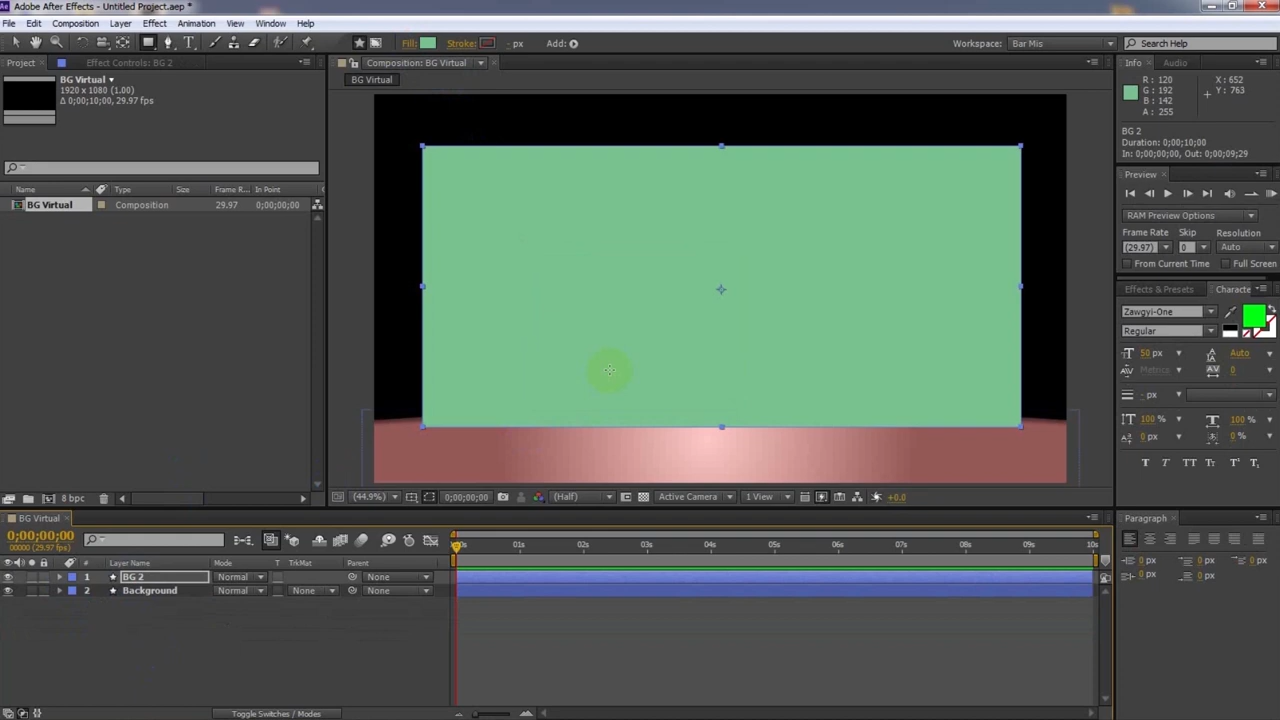 Adobe After Effects - Untitled Project.aep *
File Edit Composition Layer Effect Animation View Window Help
Fill: Stroke: - px Add:
Workspace: Bar Mis
Search Help
Project Effect Controls: BG 2
Composition: BG Virtual
Info Audio
BG Virtual
1920 x 1080 (1.00)
Δ 0;00;10;00, 29.97 fps
BG Virtual
R : 120
G : 192
B : 142
A : 255
X : 652
Y : 763
BG 2
Duration: 0;00;10;00
In: 0;00;00;00, Out: 0;00;09;29
Preview
RAM Preview Options
Frame Rate Skip Resolution
(29.97) 0 Auto
From Current Time Full Screen
Name Type Size Frame R... In Point
BG Virtual Composition 29.97 0;00;00;00
Effects & Presets Characte
Zawgyi-One
Regular
50 px Auto
Metrics 0
- px
100 % 100 %
0 px 0 %
T T TT Tt T' T,
8 bpc
(44.9%) 0;00;00;00 (Half) Active Camera 1 View +0.0
BG Virtual
Paragraph
0;00;00;00
00000 (29.97 fps)
:00s 01s 02s 03s 04s 05s 06s 07s 08s 09s 10s
# Layer Name Mode T TrkMat Parent
1 BG 2 Normal None
2 Background Normal None None
0 px 0 px 0 px
0 px 0 px
Toggle Switches / Modes